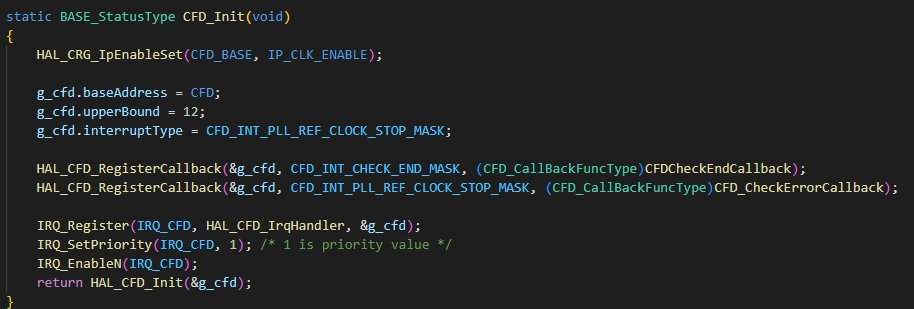 static BASE_StatusType CFD_Init(void)
{
    HAL_CRG_IpEnableSet(CFD_BASE, IP_CLK_ENABLE);

    g_cfd.baseAddress = CFD;
    g_cfd.upperBound = 12;
    g_cfd.interruptType = CFD_INT_PLL_REF_CLOCK_STOP_MASK;

    HAL_CFD_RegisterCallback(&g_cfd, CFD_INT_CHECK_END_MASK, (CFD_CallBackFuncType)CFDCheckEndCallback);
    HAL_CFD_RegisterCallback(&g_cfd, CFD_INT_PLL_REF_CLOCK_STOP_MASK, (CFD_CallBackFuncType)CFD_CheckErrorCallback);

    IRQ_Register(IRQ_CFD, HAL_CFD_IrqHandler, &g_cfd);
    IRQ_SetPriority(IRQ_CFD, 1); /* 1 is priority value */
    IRQ_EnableN(IRQ_CFD);
    return HAL_CFD_Init(&g_cfd);
}